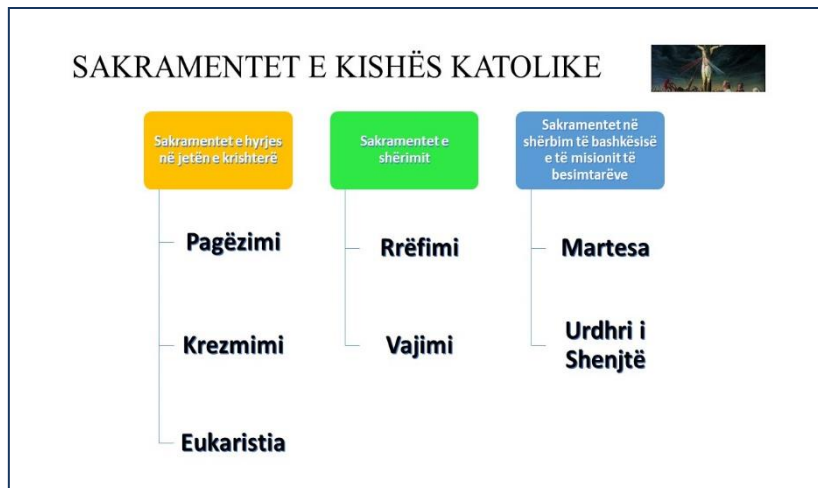 SAKRAMENTET E KISHËS KATOLIKE
Sakramentet e hyrjes
në jetën e krishterë
Pagëzimi
Krezmimi
Eukaristia
Sakramentet e
shërimit
Rrëfimi
Vajimi
Sakramentet në
shërbim të bashkësisë
e të misionit të
besimtarëve
Martesa
Urdhri i
Shenjtë